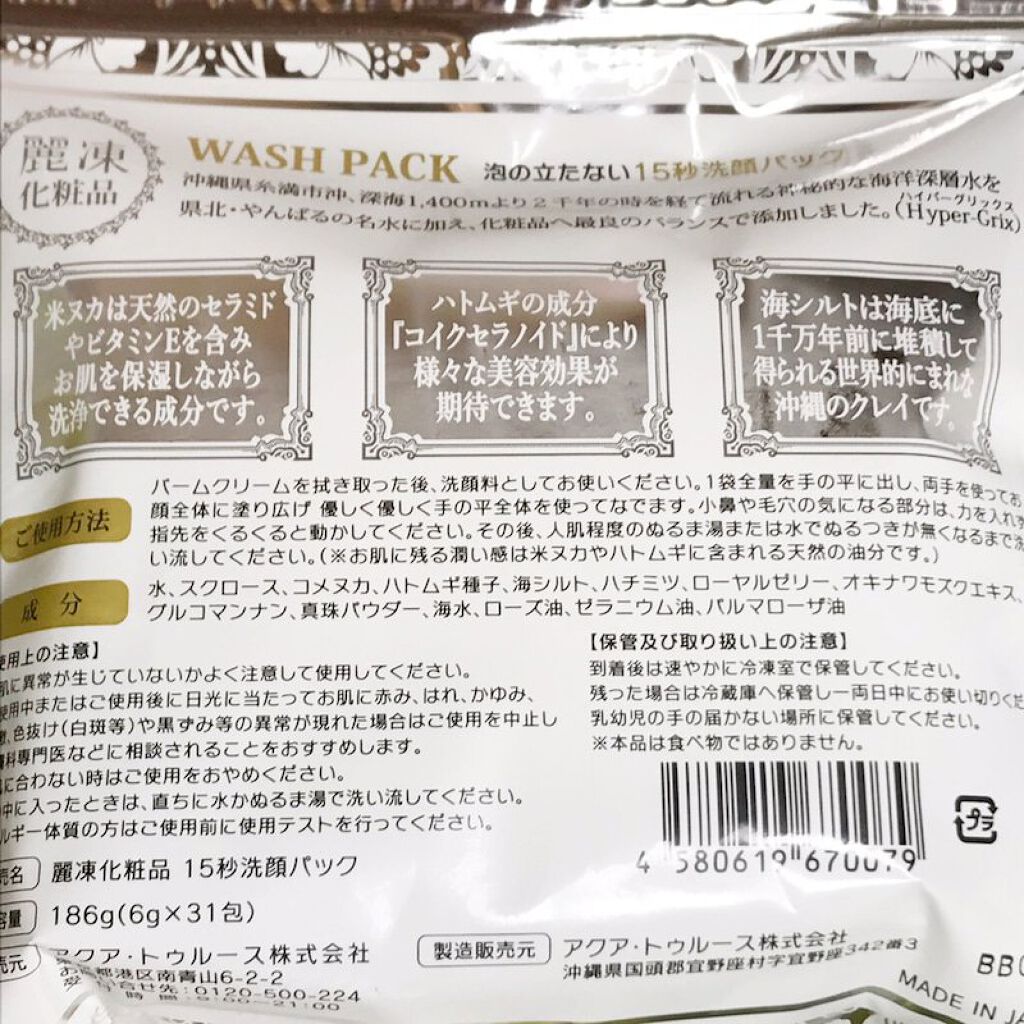 麗凍
化粧品
WASH PACK 泡の立たない15秒洗顔パック
沖縄県糸満市沖、深海1,400mより2千年の時を経て流れる神秘的な海洋深層水を
ハイパーグリックス
県北・やんばるの名水に加え、化粧品へ最良のバランスで添加しました。(Hyper-Grix)
米ヌカは天然のセラミド
やビタミンEを含み
お肌を保湿しながら
洗浄できる成分です。
ハトムギの成分
『コイクセラノイド』により
様々な美容効果が
期待できます。
海シルトは海底に
1千万年前に堆積して
得られる世界的にまれな
沖縄のクレイです。
ご使用方法
バームクリームを拭き取った後、洗顔料としてお使いください。1袋全量を手の平に出し、両手を使ってお
顔全体に塗り広げ 優しく優しく手の平全体を使ってなでます。小鼻や毛穴の気になる部分は、力を入れず
指先をくるくると動かしてください。その後、人肌程度のぬるま湯または水でぬるつきが無くなるまで洗
い流してください。(※お肌に残る潤い感は米ヌカやハトムギに含まれる天然の油分です。)
成 分
水、スクロース、コメヌカ、ハトムギ種子、海シルト、ハチミツ、ローヤルゼリー、オキナワモズクエキス、
グルコマンナン、真珠パウダー、海水、ローズ油、ゼラニウム油、パルマローザ油
使用上の注意】
肌に異常が生じていないかよく注意して使用してください。
使用中またはご使用後に日光に当たってお肌に赤み、はれ、かゆみ、
、色抜け(白斑等)や黒ずみ等の異常が現れた場合はご使用を中止し
科専門医などに相談されることをおすすめします。
に合わない時はご使用をおやめください。
中に入ったときは、直ちに水かぬるま湯で洗い流してください。
ルギー体質の方はご使用前に使用テストを行ってください。
【保管及び取り扱い上の注意】
到着後は速やかに冷凍室で保管してください。
残った場合は冷蔵庫へ保管し一両日中にお使い切りくだ
乳幼児の手の届かない場所に保管してください。
※本品は食べ物ではありません。
4 580619 670079
プラ
売名 麗凍化粧品 15秒洗顔パック
容量 186g(6g×31包)
売元 アクア・トゥルース株式会社
都港区南青山6-2-2
合せ先:0120-500-224
時間:9:00~21:00
製造販売元 アクア・トゥルース株式会社
沖縄県国頭郡宜野座村字宜野座342番3
BBC
MADE IN JA